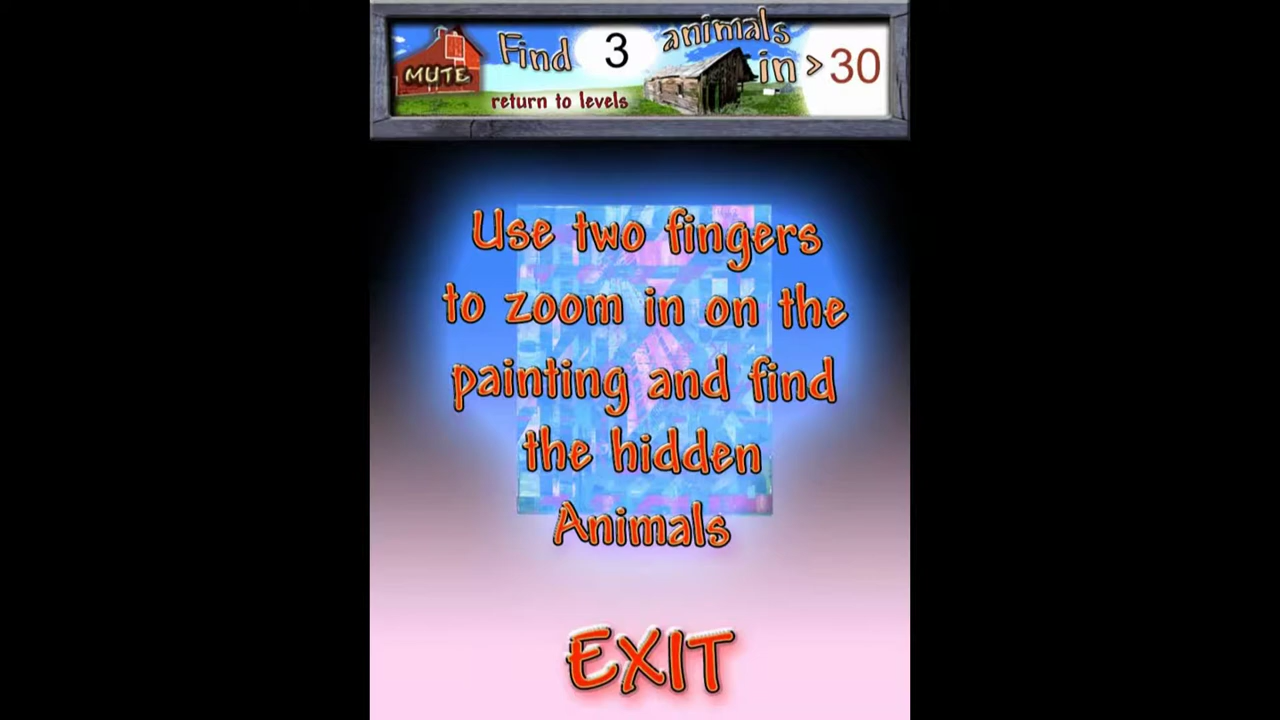 MUTE
Find 3 animals in > 30
return to levels
Use two fingers
to zoom in on the
painting and find
the hidden
Animals
EXIT